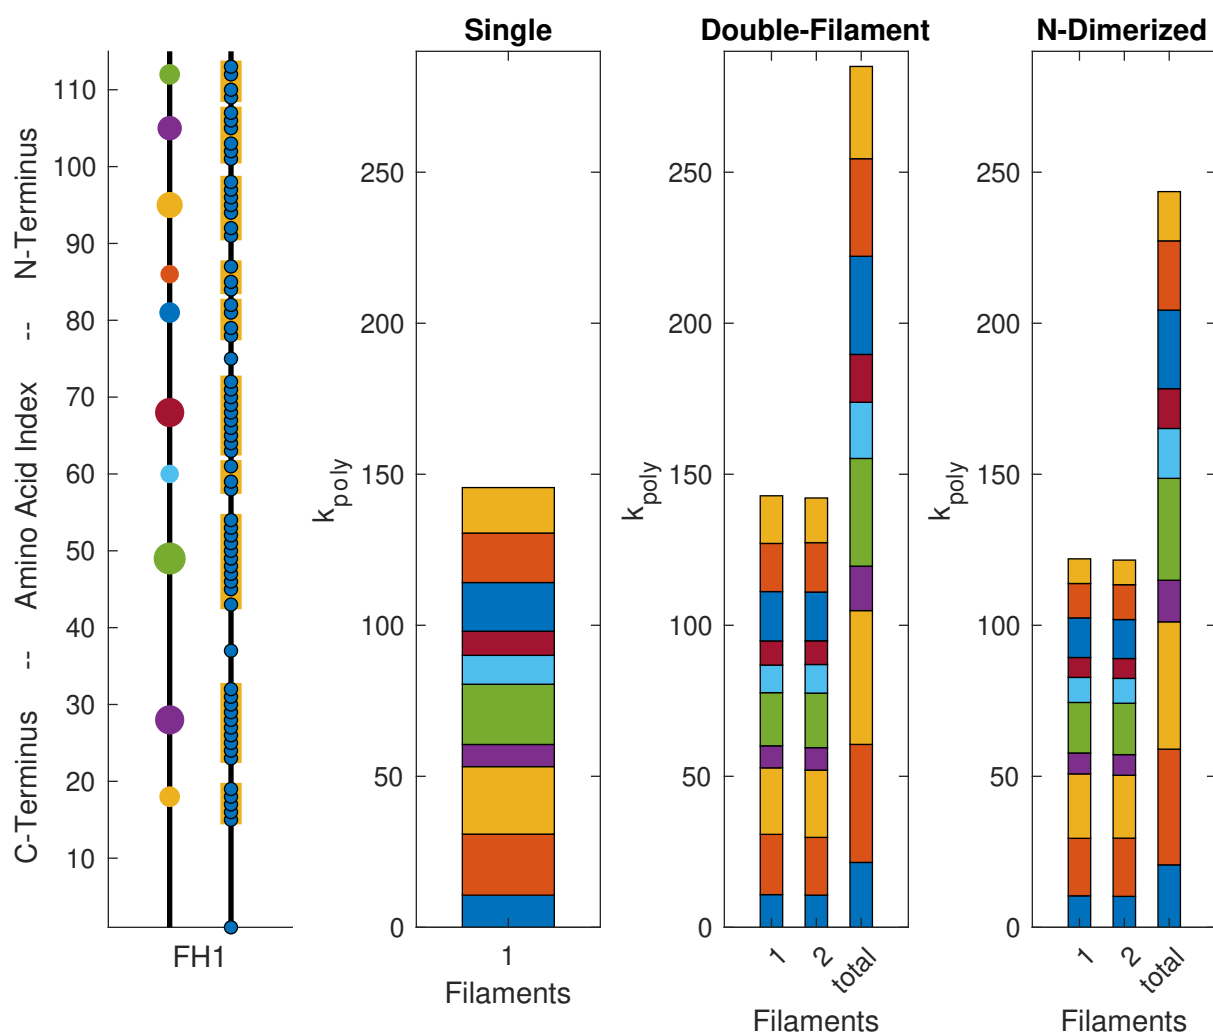 Single
Double-Filament
N-Dimerized
C-Terminus -- Amino Acid Index -- N-Terminus
110
100
90
80
70
60
50
40
30
20
10
FH1
k_poly
250
200
150
100
50
0
1
Filaments
k_poly
250
200
150
100
50
0
1
2
total
Filaments
k_poly
250
200
150
100
50
0
1
2
total
Filaments